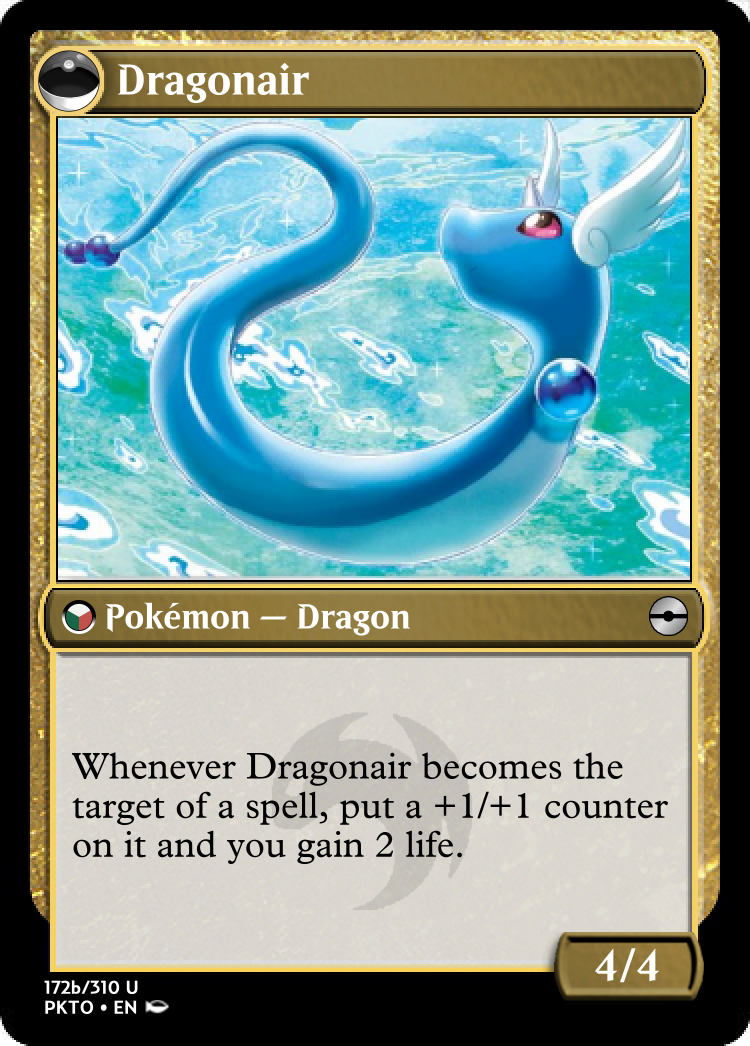 Dragonair
Pokémon — Dragon
Whenever Dragonair becomes the
target of a spell, put a +1/+1 counter
on it and you gain 2 life.
4/4
172b/310 U
PKTO • EN